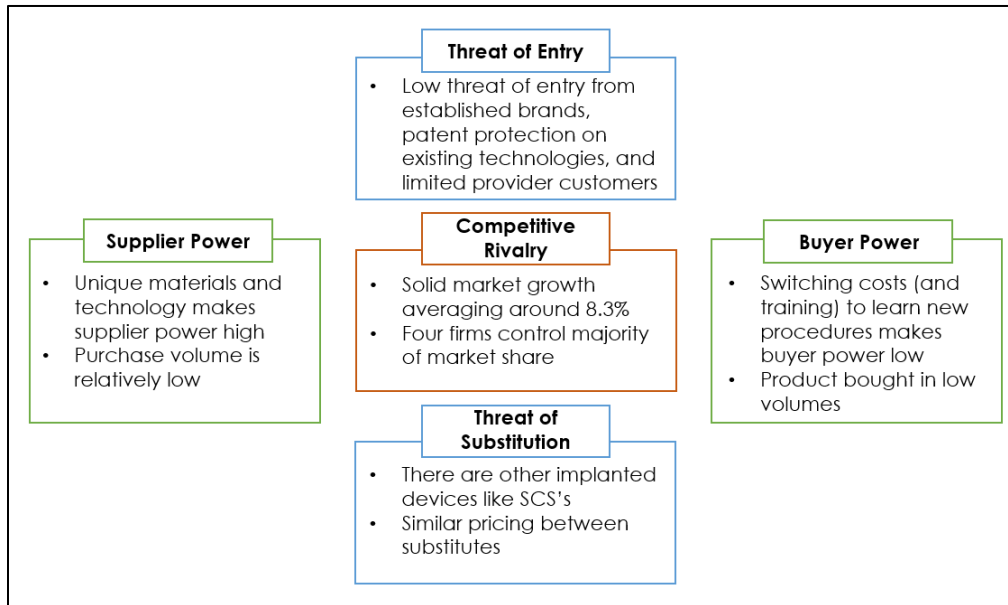 Threat of Entry
• Low threat of entry from
established brands,
patent protection on
existing technologies, and
limited provider customers
Supplier Power
• Unique materials and
technology makes
supplier power high
• Purchase volume is
relatively low
Competitive
Rivalry
• Solid market growth
averaging around 8.3%
• Four firms control majority
of market share
Buyer Power
• Switching costs (and
training) to learn new
procedures makes
buyer power low
• Product bought in low
volumes
Threat of
Substitution
• There are other implanted
devices like SCS's
• Similar pricing between
substitutes